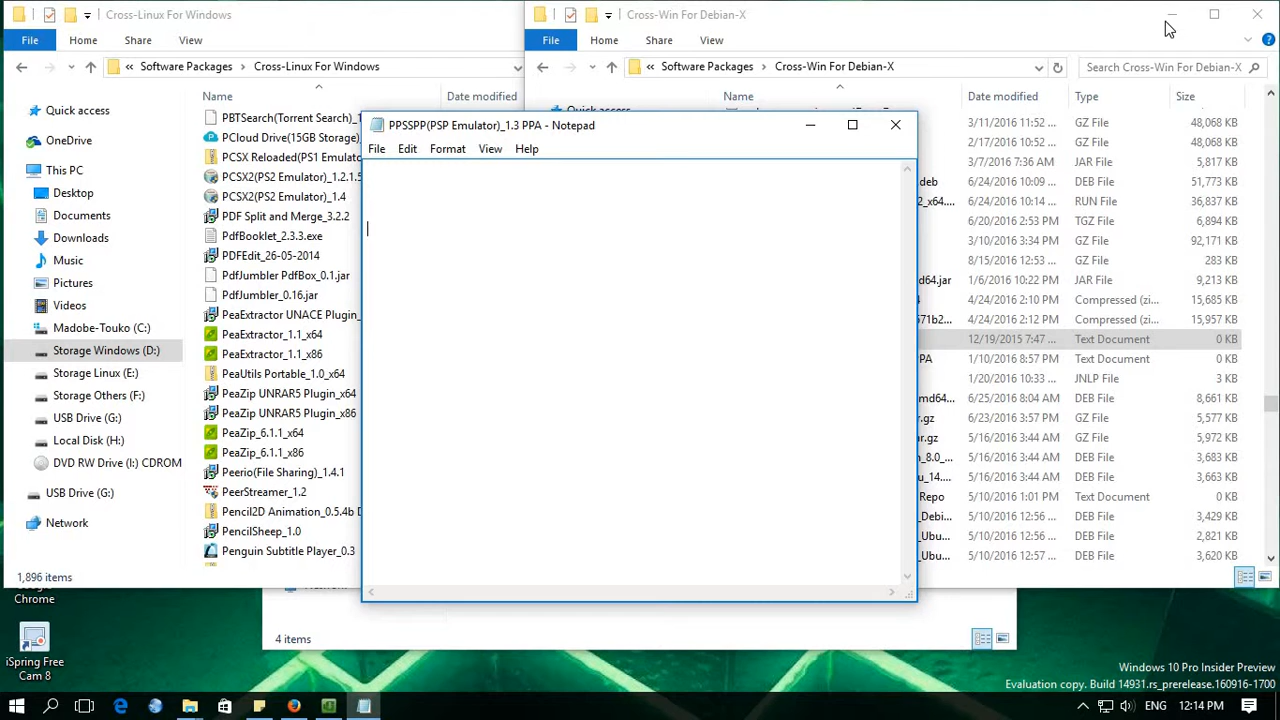 Cross-Linux For Windows
File Home Share View
« Software Packages > Cross-Linux For Windows
Name Date modified
Quick access
OneDrive
This PC
Desktop
Documents
Downloads
Music
Pictures
Videos
Madobe-Touko (C:)
Storage Windows (D:)
Storage Linux (E:)
Storage Others (F:)
USB Drive (G:)
Local Disk (H:)
DVD RW Drive (I:) CDROM
USB Drive (G:)
Network
PBTSearch(Torrent Search)_1
PCloud Drive(15GB Storage)_
PCSX Reloaded(PS1 Emulato
PCSX2(PS2 Emulator)_1.2.1.5
PCSX2(PS2 Emulator)_1.4
PDF Split and Merge_3.2.2
PdfBooklet_2.3.3.exe
PDFEdit_26-05-2014
PdfJumbler PdfBox_0.1.jar
PdfJumbler_0.16.jar
PeaExtractor UNACE Plugin_
PeaExtractor_1.1_x64
PeaExtractor_1.1_x86
PeaUtils Portable_1.0_x64
PeaZip UNRAR5 Plugin_x64
PeaZip UNRAR5 Plugin_x86
PeaZip_6.1.1_x64
PeaZip_6.1.1_x86
Peerio(File Sharing)_1.4.1
PeerStreamer_1.2
Pencil2D Animation_0.5.4b
PencilSheep_1.0
Penguin Subtitle Player_0.3
1,896 items
Cross-Win For Debian-X
File Home Share View
« Software Packages > Cross-Win For Debian-X
Search Cross-Win For Debian-X
Name Date modified Type Size
3/11/2016 11:52 ... GZ File 48,068 KB
2/17/2016 10:52 ... GZ File 48,068 KB
3/7/2016 7:36 AM JAR File 5,817 KB
deb 6/24/2016 10:09 ... DEB File 51,773 KB
2_x64.... 6/24/2016 10:14 ... RUN File 36,837 KB
6/20/2016 2:53 PM TGZ File 6,894 KB
3/10/2016 3:34 PM GZ File 92,171 KB
8/15/2016 12:53 ... GZ File 283 KB
md64.jar 1/6/2016 10:22 PM JAR File 9,213 KB
4/24/2016 2:10 PM Compressed (zi... 15,685 KB
571b2... 4/24/2016 2:10 PM Compressed (zi... 15,957 KB
12/19/2015 7:47 ... Text Document 0 KB
PA 1/10/2016 8:57 PM Text Document 0 KB
1/20/2016 10:33 ... JNLP File 3 KB
md64... 6/25/2016 8:04 AM DEB File 8,661 KB
r.gz 6/23/2016 3:57 PM GZ File 5,577 KB
ar.gz 5/16/2016 3:44 AM GZ File 5,972 KB
n_8.0_... 5/16/2016 3:44 AM DEB File 3,683 KB
u_14.... 5/16/2016 3:44 AM DEB File 3,663 KB
Repo 5/10/2016 1:01 PM Text Document 0 KB
_Debi... 5/10/2016 12:56 ... DEB File 3,429 KB
_Ubu... 5/10/2016 12:56 ... DEB File 2,821 KB
_Ubu... 5/10/2016 12:57 ... DEB File 3,620 KB
PPSSPP(PSP Emulator)_1.3 PPA - Notepad
File Edit Format View Help
4 items
Chrome
iSpring Free
Cam 8
Windows 10 Pro Insider Preview
Evaluation copy. Build 14931.rs_prerelease.160916-1700
ENG 12:14 PM